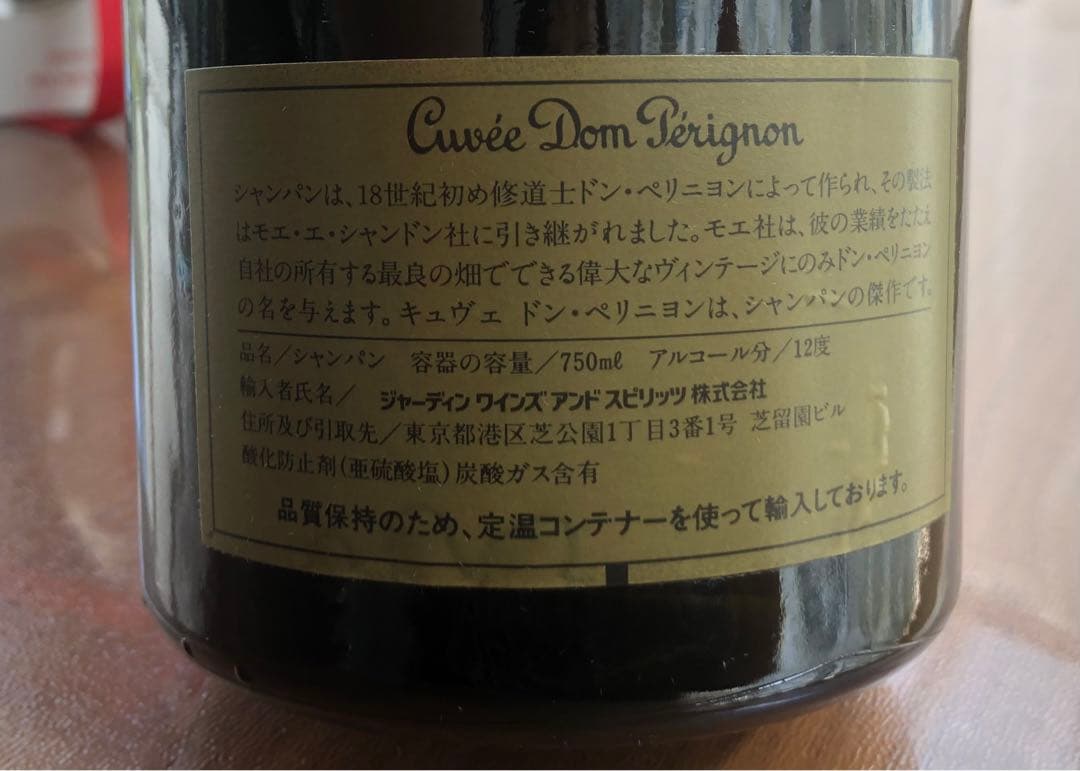 Cuvée Dom Pérignon
シャンパンは、18世紀初め修道士ドン・ペリニヨンによって作られ、その製法
はモエ・エ・シャンドン社に引き継がれました。モエ社は、彼の業績をたたえ
自社の所有する最良の畑でできる偉大なヴィンテージにのみドン・ペリニヨン
の名を与えます。キュヴェ ドン・ペリニヨンは、シャンパンの傑作です。
品名／シャンパン 容器の容量／750mℓ アルコール分／12度
輸入者氏名／ ジャーディン ワインズ アンド スピリッツ 株式会社
住所及び引取先／東京都港区芝公園1丁目3番1号 芝留園ビル
酸化防止剤(亜硫酸塩)炭酸ガス含有
品質保持のため、定温コンテナーを使って輸入しております。